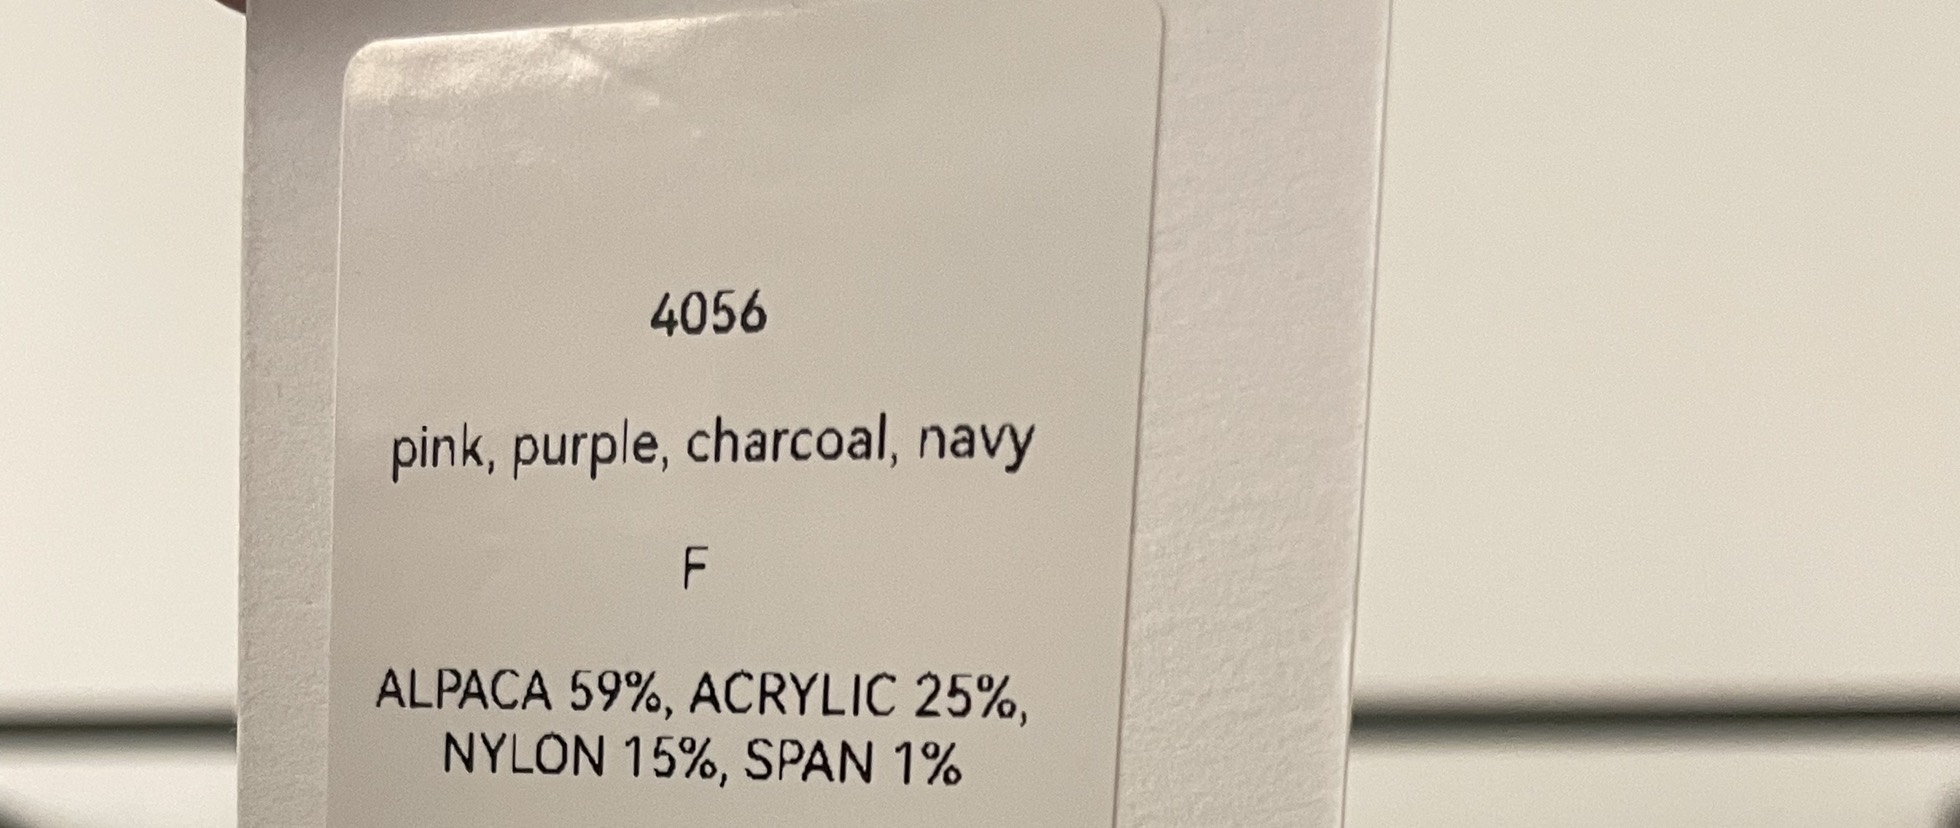 4056
pink, purple, charcoal, navy
F
ALPACA 59%, ACRYLIC 25%,
NYLON 15%, SPAN 1%